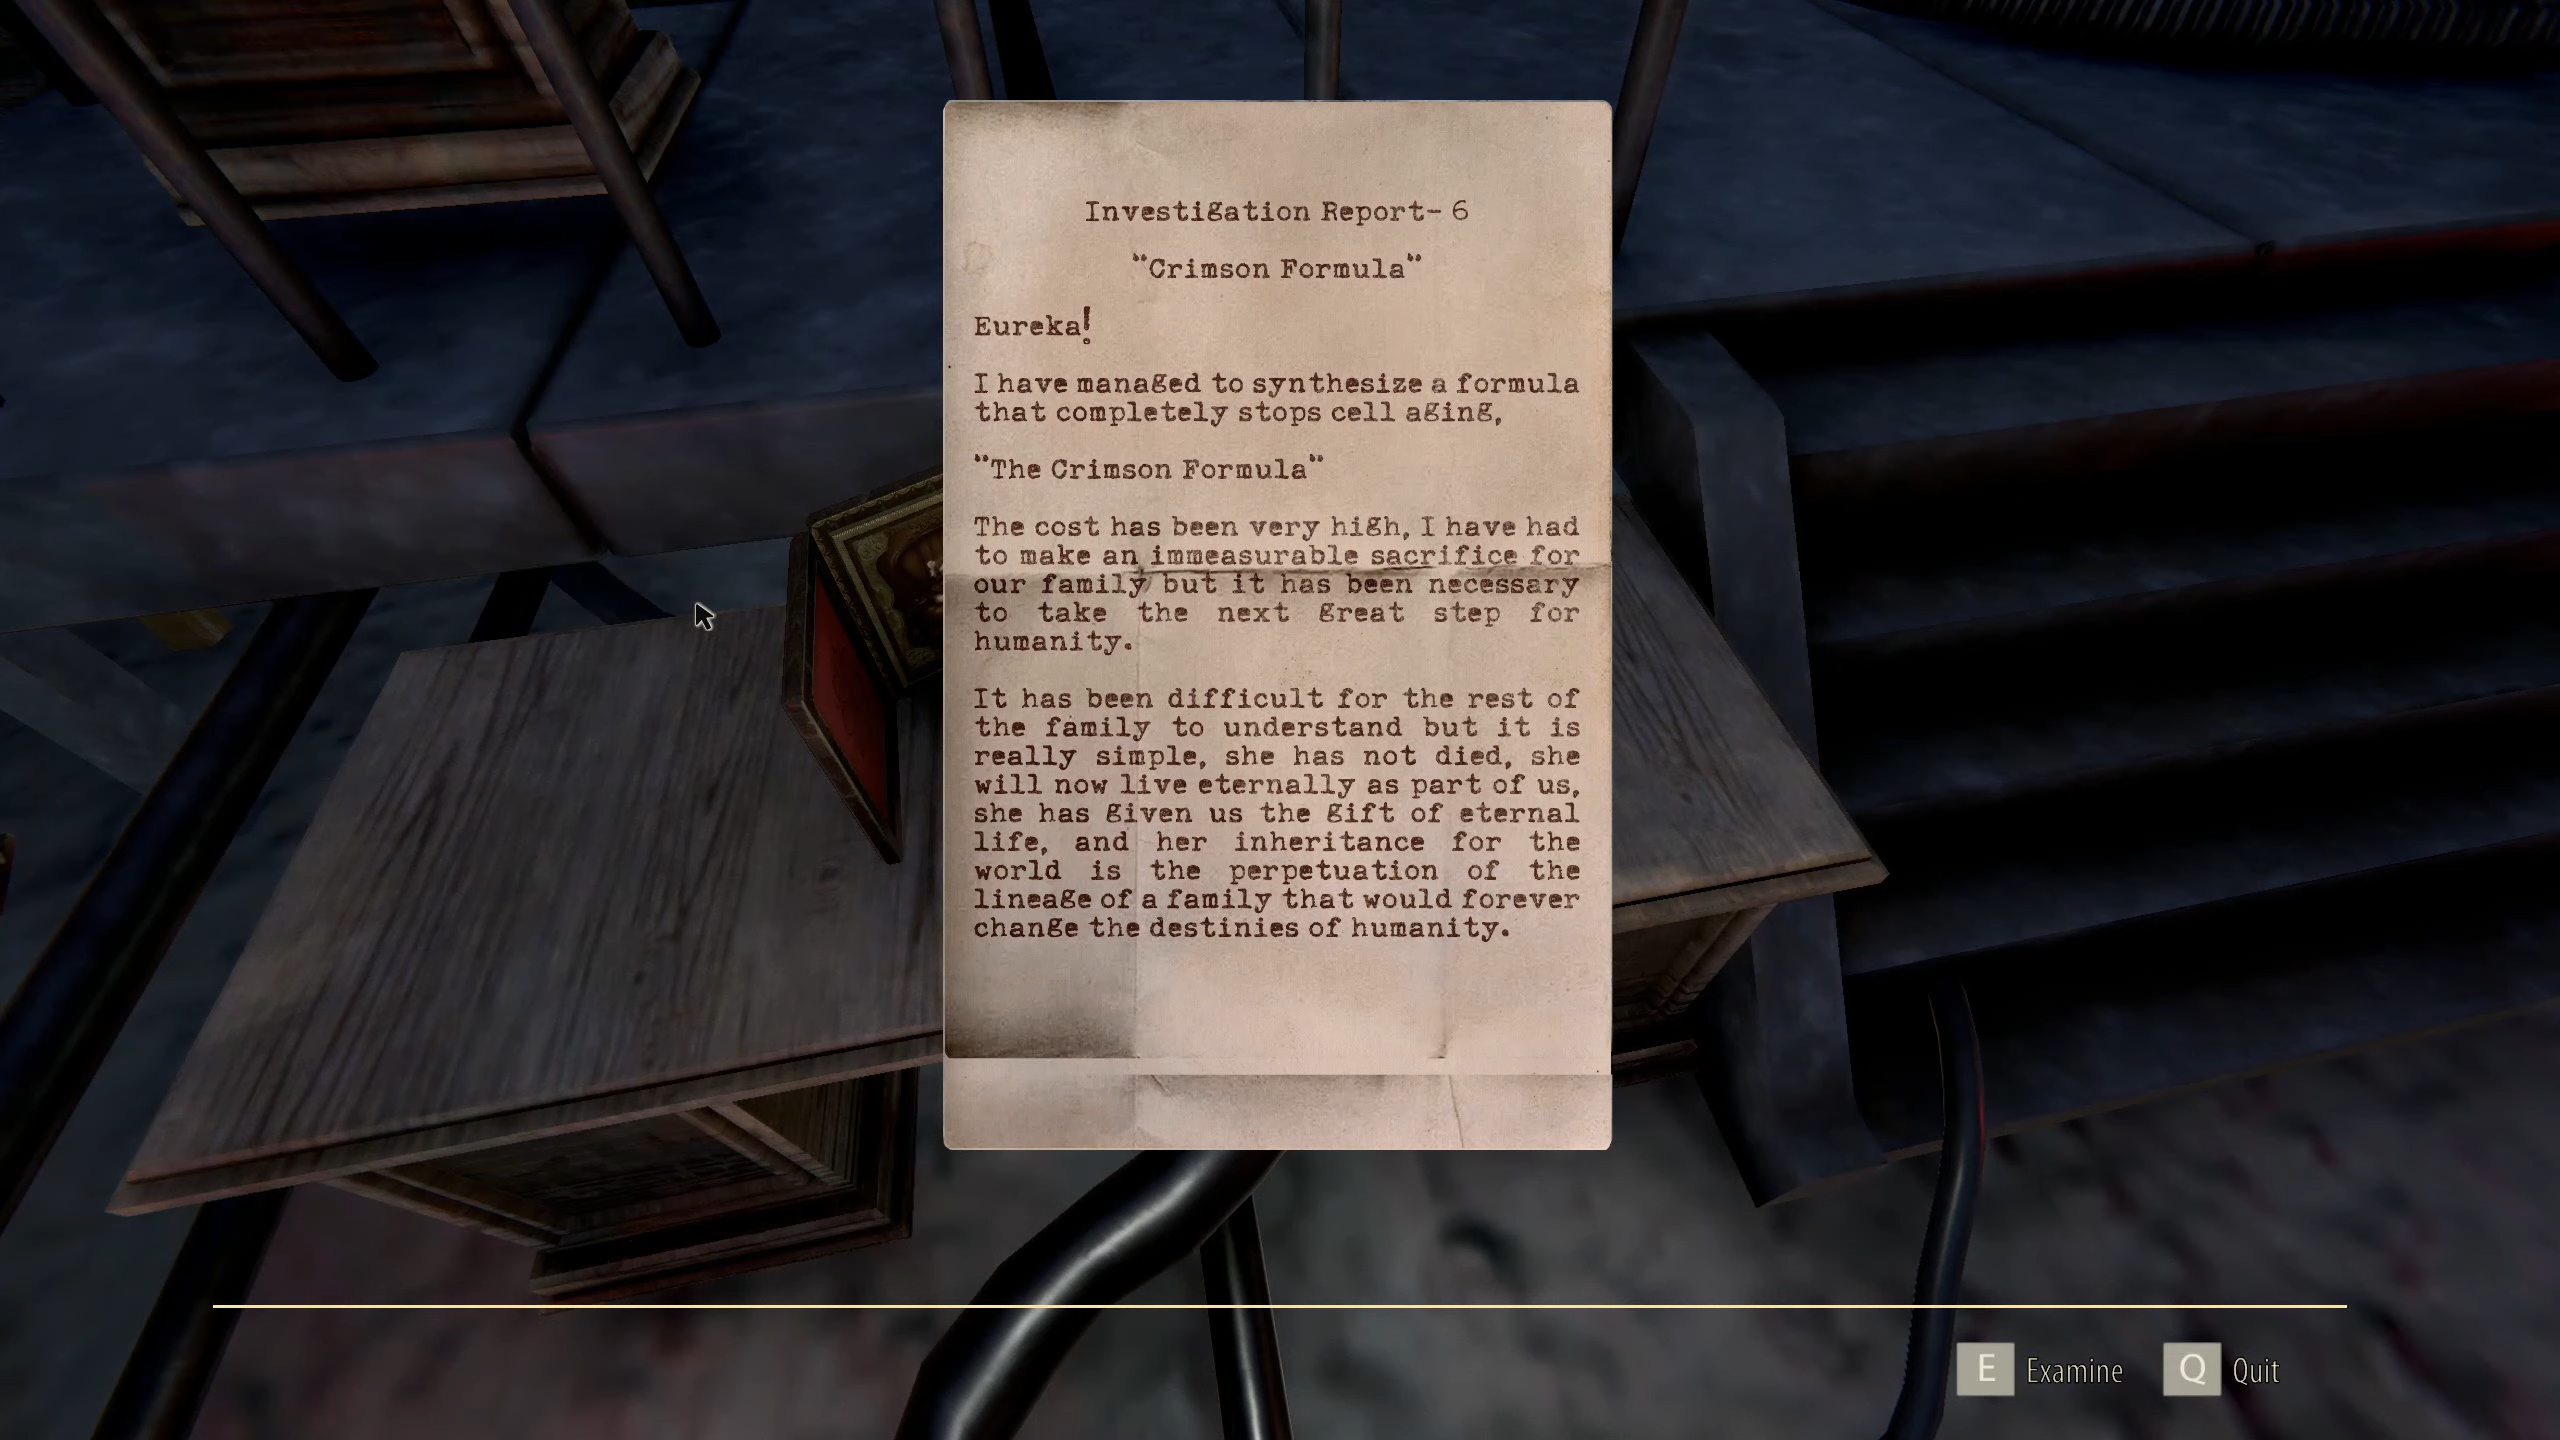 Investigation Report- 6
"Crimson Formula"
Eureka!
I have managed to synthesize a formula
that completely stops cell aging,
"The Crimson Formula"
The cost has been very high, I have had
to make an immeasurable sacrifice for
our family but it has been necessary
to take the next great step for
humanity.
It has been difficult for the rest of
the family to understand but it is
really simple, she has not died, she
will now live eternally as part of us,
she has given us the gift of eternal
life, and her inheritance for the
world is the perpetuation of the
lineage of a family that would forever
change the destinies of humanity.
E Examine Q Quit